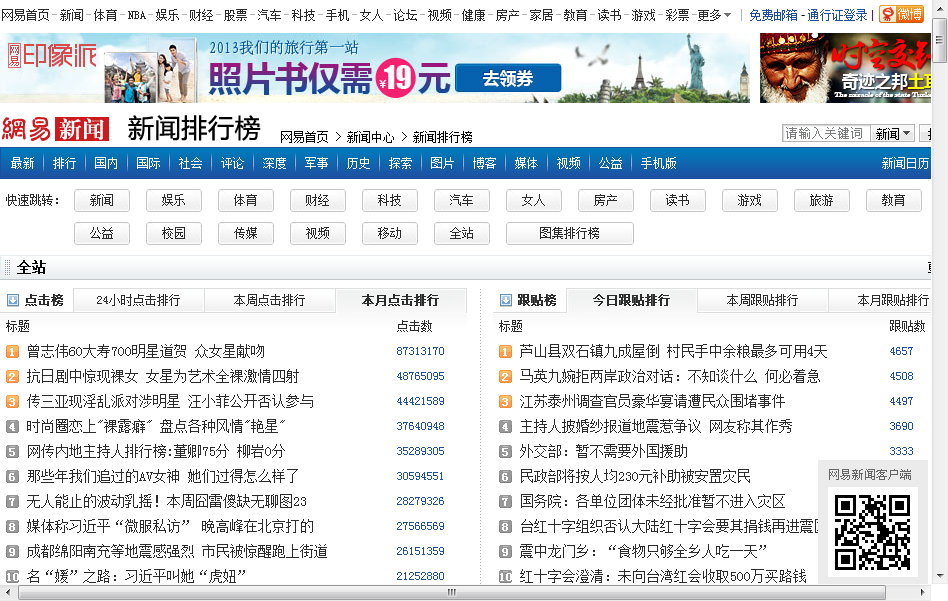 网易首页 - 新闻 - 体育 - NBA - 娱乐 - 财经 - 股票 - 汽车 - 科技 - 手机 - 女人 - 论坛 - 视频 - 健康 - 房产 - 家居 - 教育 - 读书 - 游戏 - 彩票 - 更多 免费邮箱 - 通行证登录 微博
网易 印象派 2013我们的旅行第一站
照片书仅需 ¥19元 去领券
时空交
奇迹之邦土耳
The miracle of the state Turk
網易 新闻 新闻排行榜 网易首页 > 新闻中心 > 新闻排行榜 请输入关键词 新闻
最新 排行 国内 国际 社会 评论 深度 军事 历史 探索 图片 博客 媒体 视频 公益 手机版 新闻日历
快速跳转： 新闻 娱乐 体育 财经 科技 汽车 女人 房产 读书 游戏 旅游 教育
公益 校园 传媒 视频 移动 全站 图集排行榜
全站
点击榜 24小时点击排行 本周点击排行 本月点击排行
标题 点击数
1 曾志伟60大寿700明星道贺 众女星献吻 87313170
2 抗日剧中惊现裸女 女星为艺术全裸激情四射 48765095
3 传三亚现淫乱派对涉明星 汪小菲公开否认参与 44421589
4 时尚圈恋上"裸露癖" 盘点各种风情"艳星" 37640948
5 网传内地主持人排行榜:董卿75分 柳岩0分 35289305
6 那些年我们追过的AV女神 她们过得怎么样了 30594551
7 无人能止的波动乳摇！本周囧雷傻缺无聊图23 28279326
8 媒体称习近平“微服私访” 晚高峰在北京打的 27566569
9 成都绵阳南充等地震感强烈 市民被惊醒跑上街道 26151359
10 名“媛”之路：习近平叫她“虎妞” 21252880
跟贴榜 今日跟贴排行 本周跟贴排行 本月跟贴排行
标题 跟贴数
1 芦山县双石镇九成屋倒 村民手中余粮最多可用4天 4657
2 马英九婉拒两岸政治对话：不知谈什么 何必着急 4508
3 江苏泰州调查官员豪华宴请遭民众围堵事件 4497
4 主持人披婚纱报道地震惹争议 网友称其作秀 3690
5 外交部：暂不需要外国援助 3333
6 民政部将按人均230元补助被安置灾民
7 国务院：各单位团体未经批准暂不进入灾区
8 台红十字组织否认大陆红十字会要其捐钱再进震区
9 震中龙门乡：“食物只够全乡人吃一天”
10 红十字会澄清：未向台湾红会收取500万买路钱
网易新闻客户端